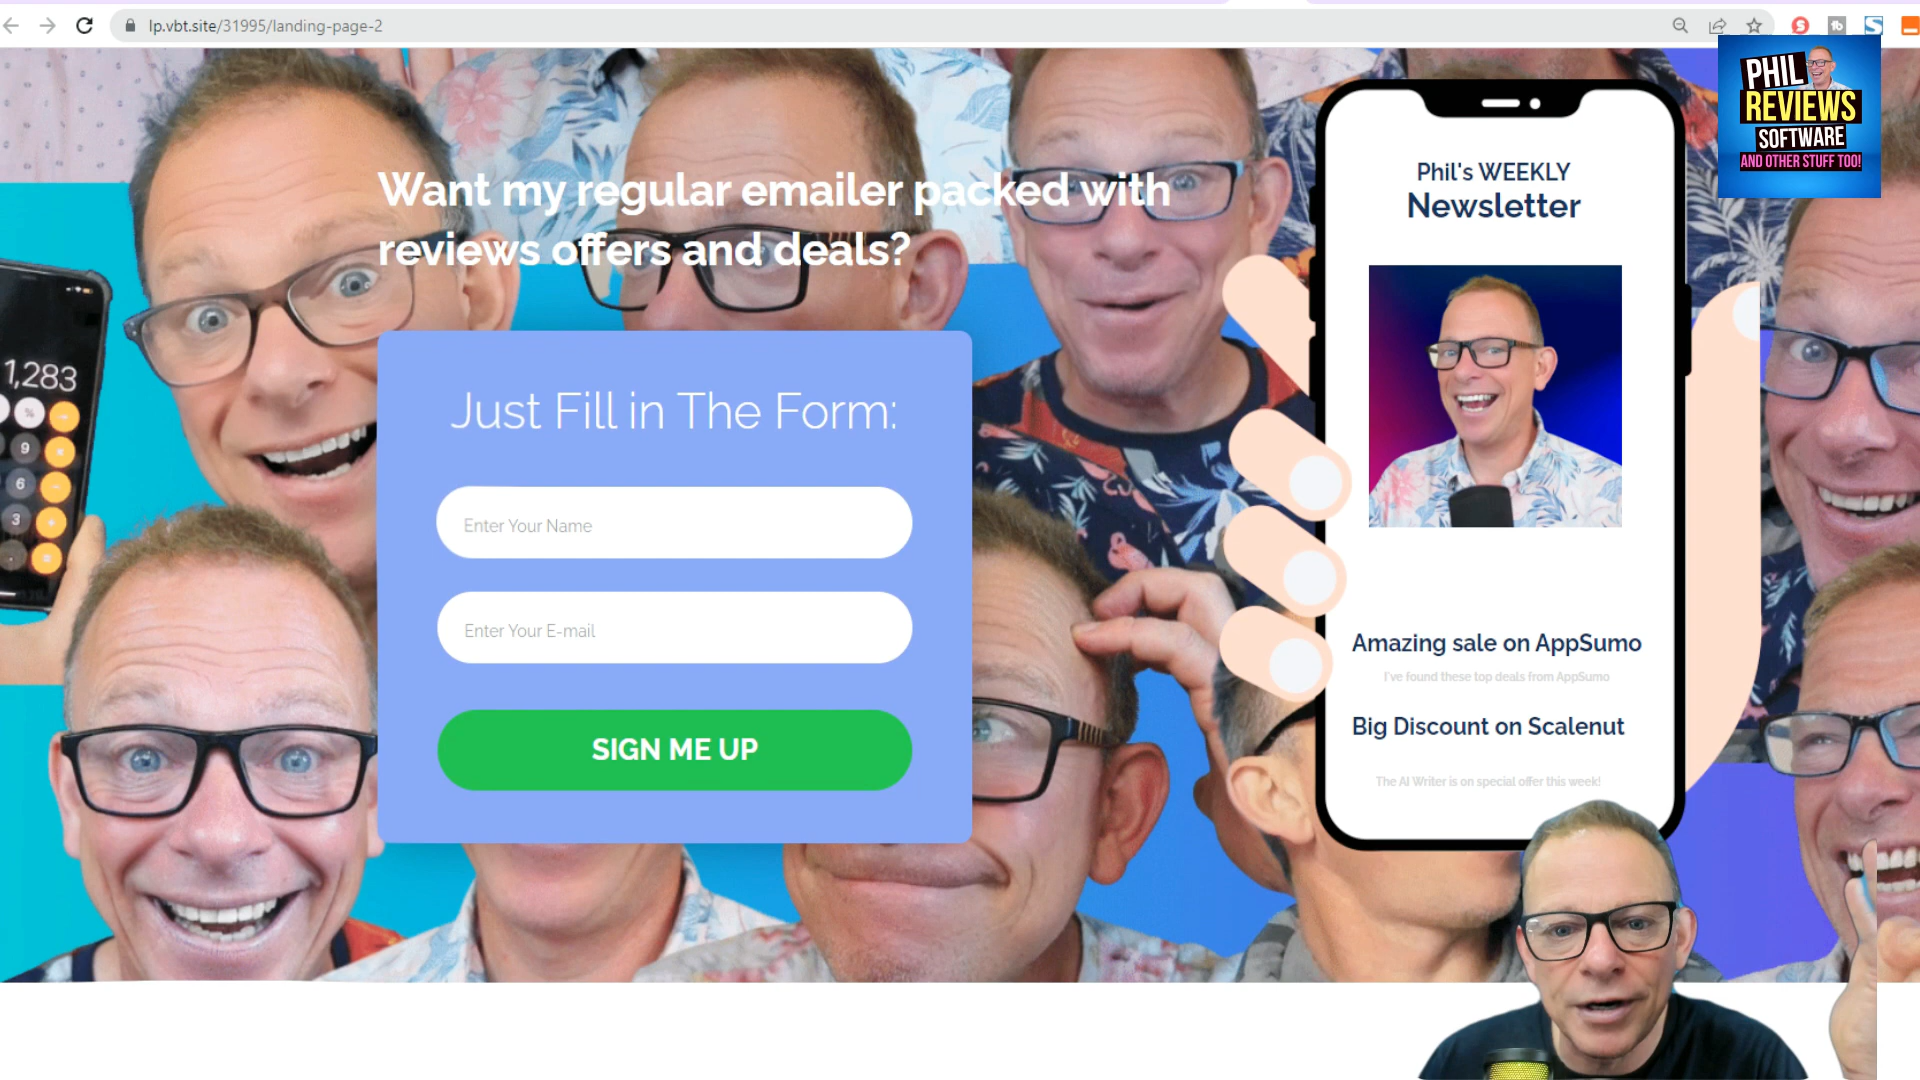 lp.vbt.site/31995/landing-page-2
PHIL
REVIEWS
SOFTWARE
AND OTHER STUFF TOO!
Want my regular emailer packed with
reviews offers and deals?
Just Fill in The Form:
Enter Your Name
Enter Your E-mail
SIGN ME UP
Phil's WEEKLY
Newsletter
Amazing sale on AppSumo
I've found these top deals from AppSumo
Big Discount on Scalenut
The AI Writer is on special offer this week!
1,283
%
9
6
3